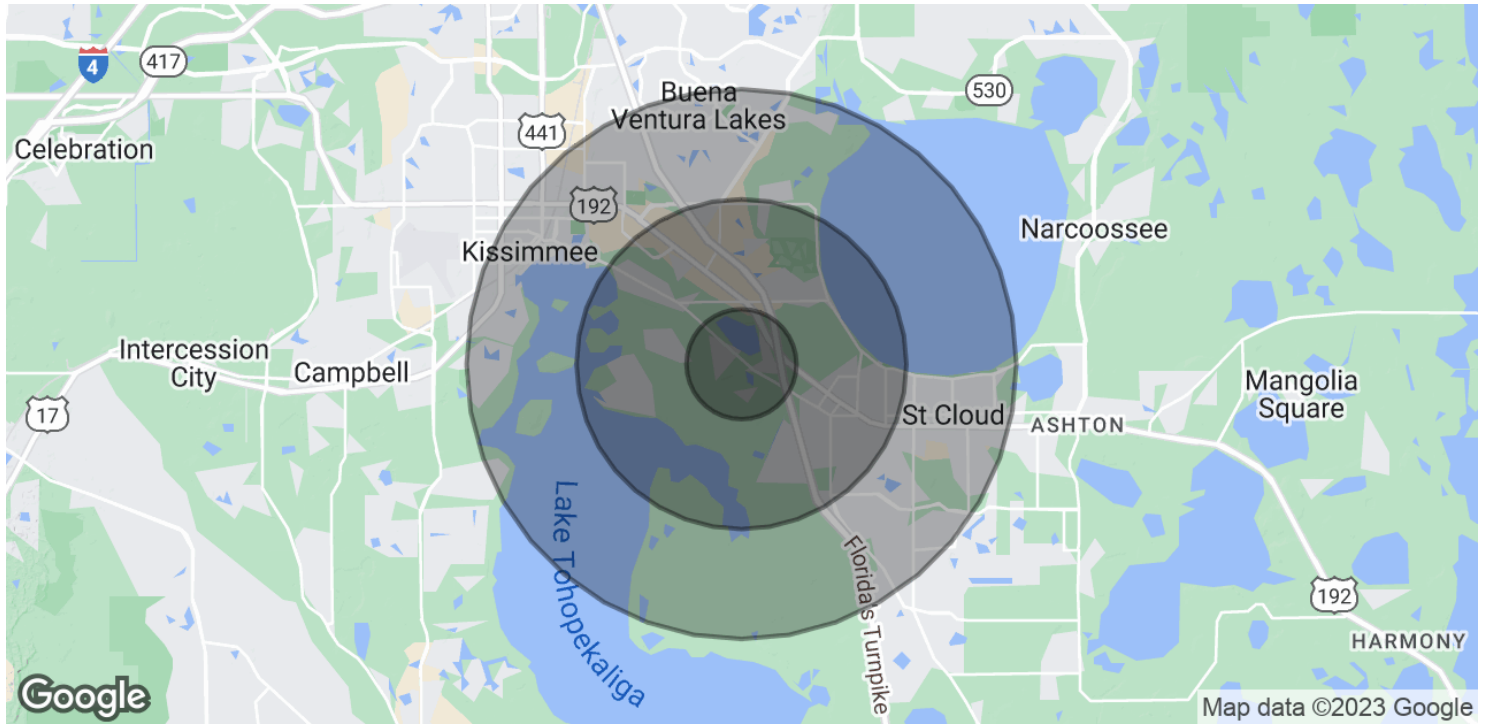 4
417
Buena
Ventura Lakes
530
441
Celebration
192
Narcoossee
Kissimmee
Intercession
City
Campbell
Mangolia
Square
17
St Cloud
ASHTON
Lake Tohopekaliga
Florida's Turnpike
192
HARMONY
Google
Map data ©2023 Google